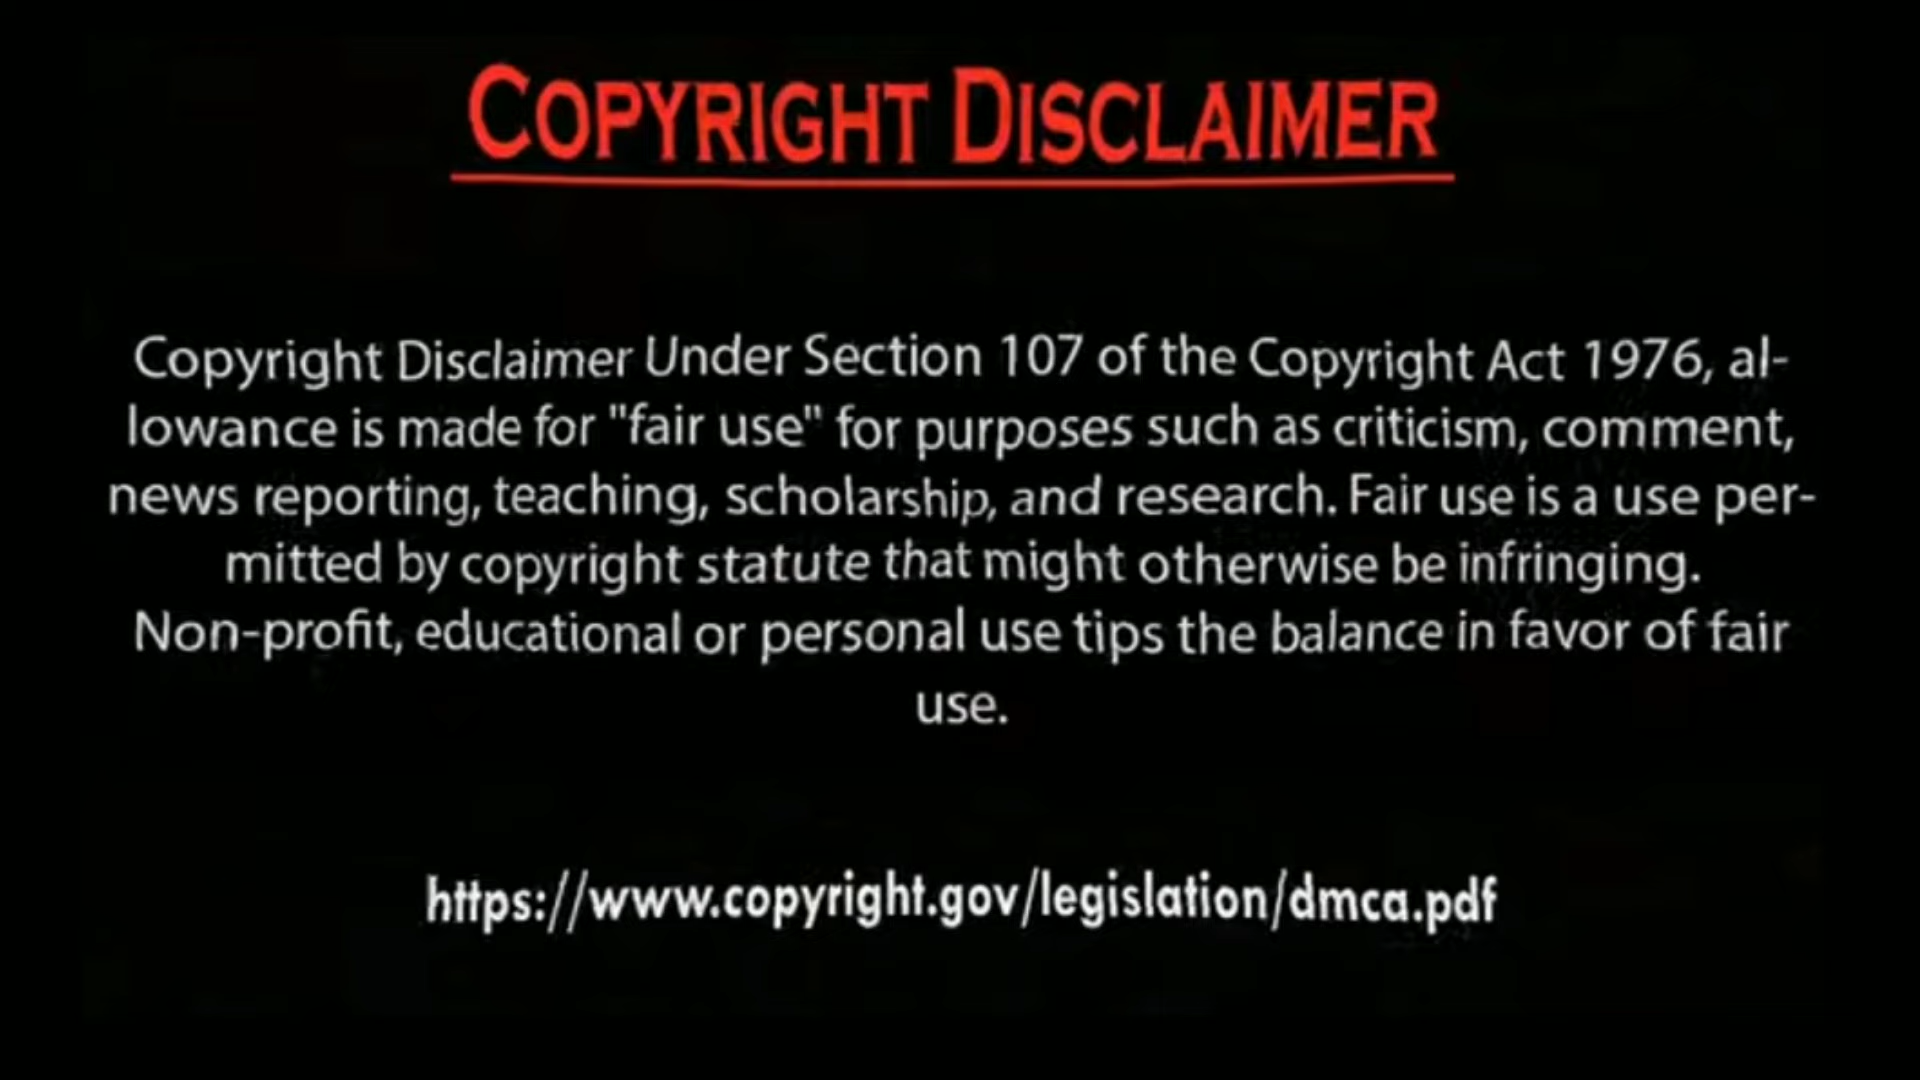 COPYRIGHT DISCLAIMER
Copyright Disclaimer Under Section 107 of the Copyright Act 1976, al-
lowance is made for "fair use" for purposes such as criticism, comment,
news reporting, teaching, scholarship, and research. Fair use is a use per-
mitted by copyright statute that might otherwise be infringing.
Non-profit, educational or personal use tips the balance in favor of fair
use.
https://www.copyright.gov/legislation/dmca.pdf